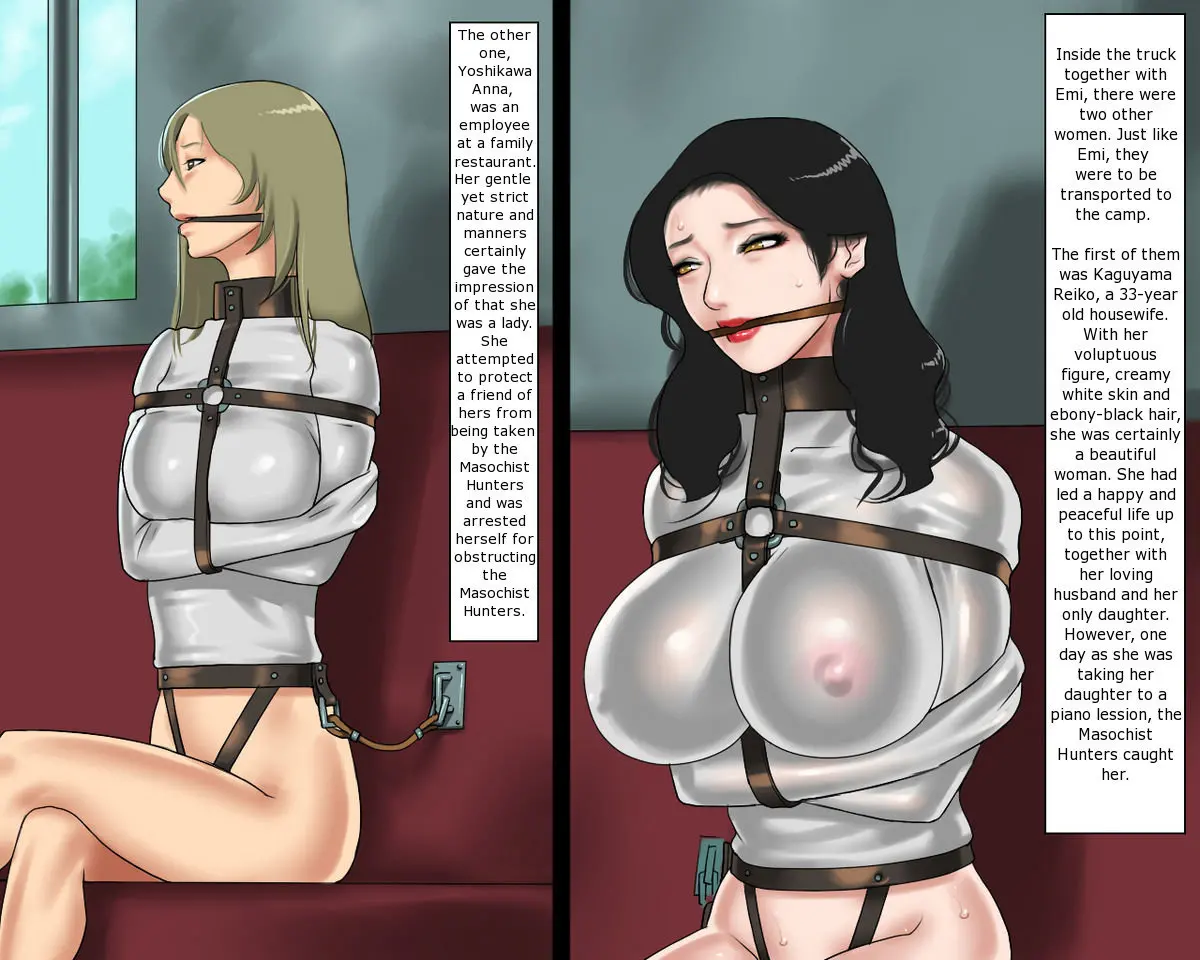 The other
one,
Yoshikawa
Anna,
was an
employee
at a family
restaurant.
Her gentle
yet strict
nature and
manners
certainly
gave the
impression
of that she
was a lady.
She
attempted
to protect
a friend of
hers from
being taken
by the
Masochist
Hunters
and was
arrested
herself for
obstructing
the
Masochist
Hunters.
Inside the truck
together with
Emi, there were
two other
women. Just like
Emi, they
were to be
transported to
the camp.
The first of them
was Kaguyama
Reiko, a 33-year
old housewife.
With her
voluptuous
figure, creamy
white skin and
ebony-black hair,
she was certainly
a beautiful
woman. She had
led a happy and
peaceful life up
to this point,
together with
her loving
husband and her
only daughter.
However, one
day as she was
taking her
daughter to a
piano lession, the
Masochist
Hunters caught
her.